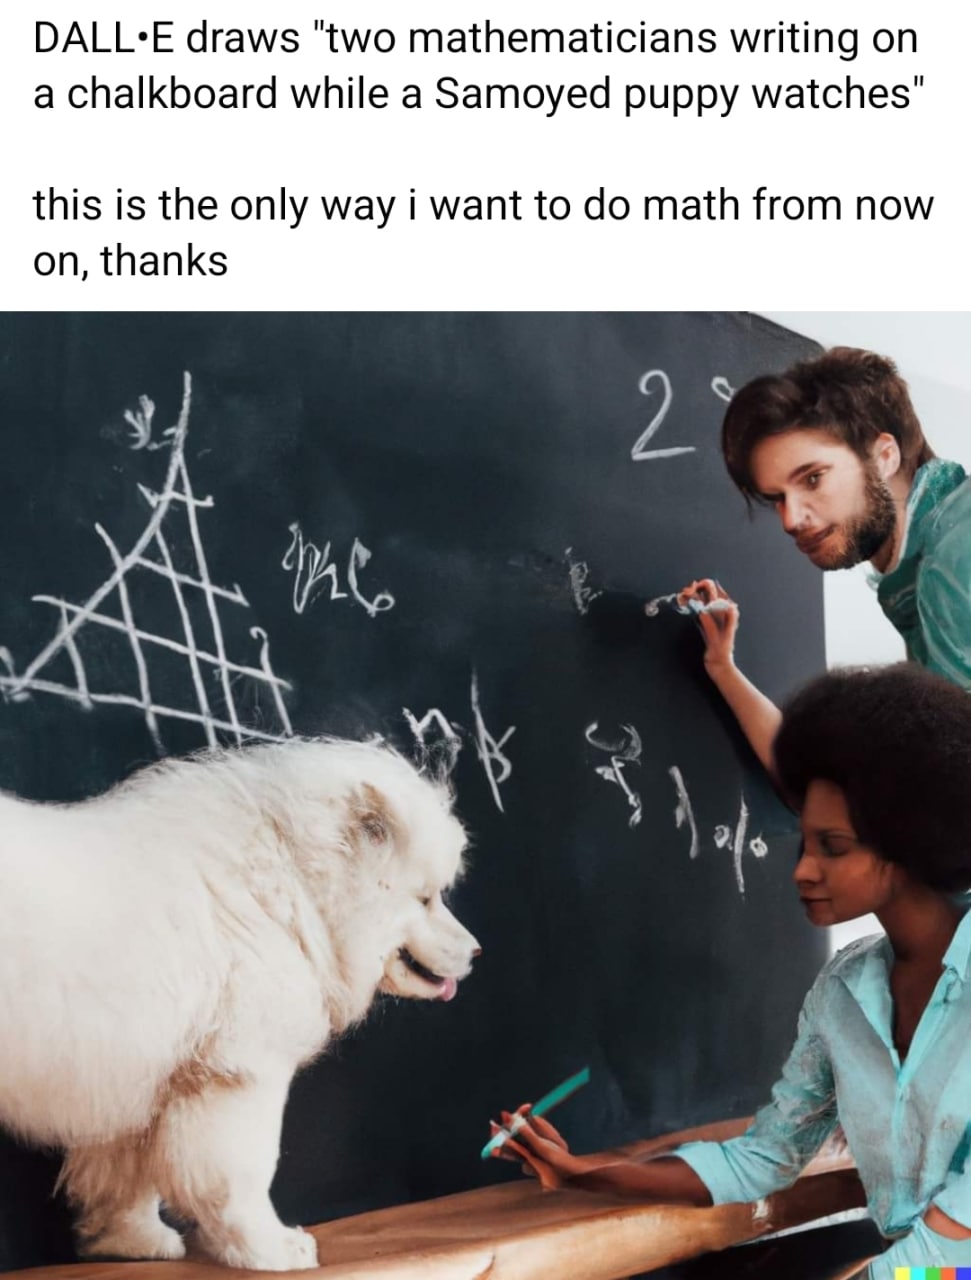 DALL•E draws "two mathematicians writing on
a chalkboard while a Samoyed puppy watches"
this is the only way i want to do math from now
on, thanks
2